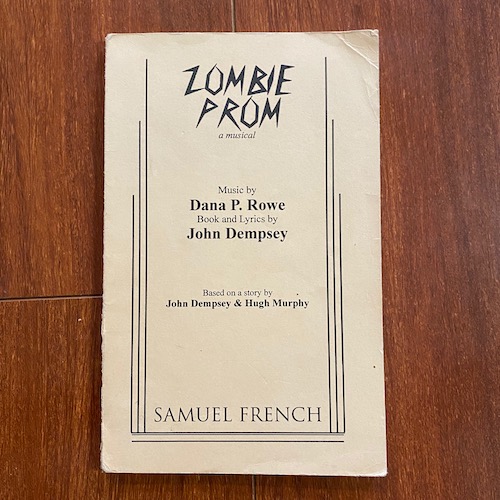 ZOMBIE
PROM
a musical
Music by
Dana P. Rowe
Book and Lyrics by
John Dempsey
Based on a story by
John Dempsey & Hugh Murphy
SAMUEL FRENCH